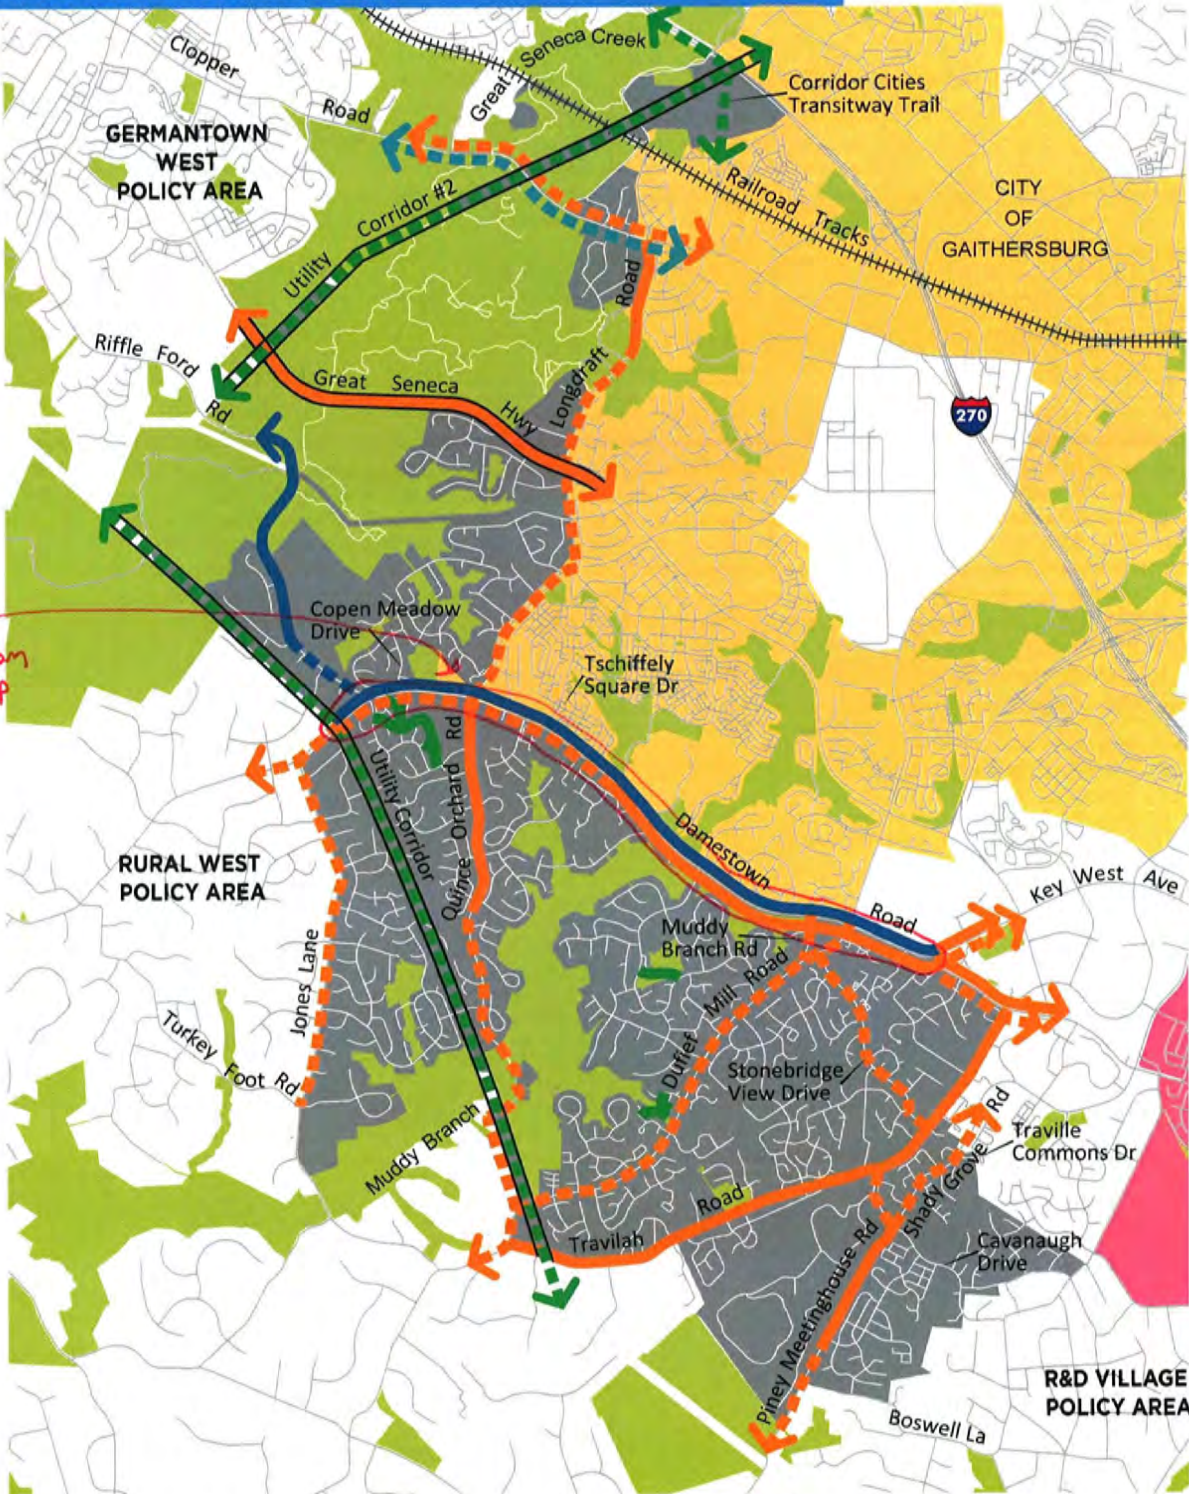 Clopper
Road
Great Seneca Creek
Corridor Cities
Transitway Trail
GERMANTOWN
WEST
POLICY AREA
Railroad Tracks
CITY
OF
GAITHERSBURG
Utility Corridor #2
Road
Longdraft
Riffle Ford
Rd
Great Seneca
Hwy
270
Copen Meadow
Drive
Tschiffely
Square Dr
Utility Corridor
Quince Orchard Rd
Damestown
Road
RURAL WEST
POLICY AREA
Key West Ave
Muddy
Branch Rd
Dufief Mill Road
Jones Lane
Turkey Foot Rd
Stonebridge
View Drive
Muddy Branch
Shady Grove Rd
Traville
Commons Dr
Travilah Road
Cavanaugh
Drive
Piney Meetinghouse Rd
R&D VILLAGE
POLICY AREA
Boswell La